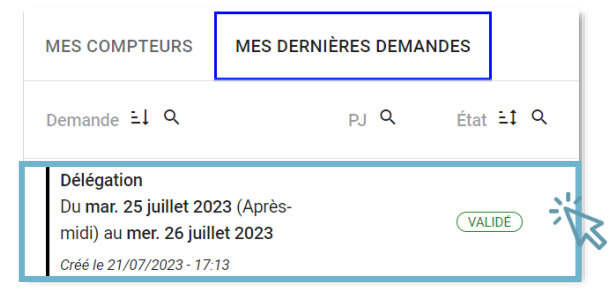 MES COMPTEURS MES DERNIÈRES DEMANDES
Demande PJ État
Délégation
Du mar. 25 juillet 2023 (Après-
midi) au mer. 26 juillet 2023
VALIDÉ
Créé le 21/07/2023 - 17:13